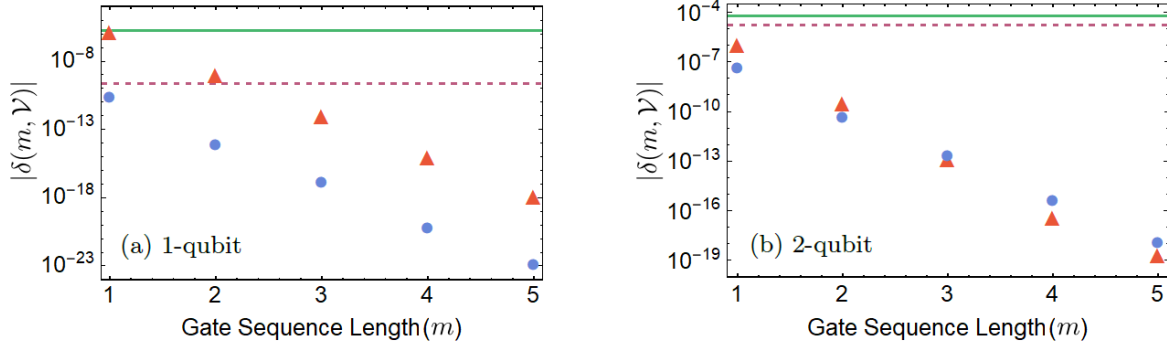 |δ(m, 𝒱)|
10⁻⁸
10⁻¹³
10⁻¹⁸
10⁻²³
(a) 1-qubit
1 2 3 4 5
Gate Sequence Length(m)
|δ(m, 𝒱)|
10⁻⁴
10⁻⁷
10⁻¹⁰
10⁻¹³
10⁻¹⁶
10⁻¹⁹
(b) 2-qubit
1 2 3 4 5
Gate Sequence Length(m)